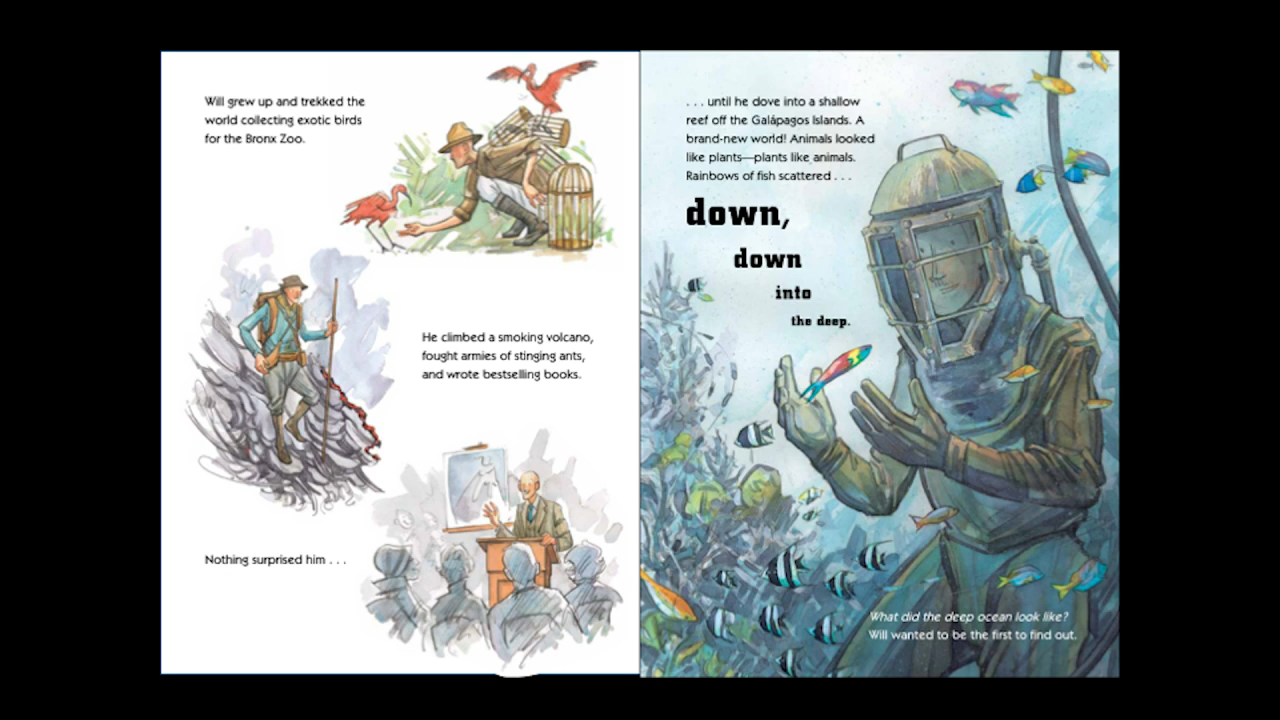 Will grew up and trekked the
world collecting exotic birds
for the Bronx Zoo.
He climbed a smoking volcano,
fought armies of stinging ants,
and wrote bestselling books.
Nothing surprised him . . .
. . . until he dove into a shallow
reef off the Galápagos Islands. A
brand-new world! Animals looked
like plants—plants like animals.
Rainbows of fish scattered . . .
down,
down
into
the deep.
What did the deep ocean look like?
Will wanted to be the first to find out.